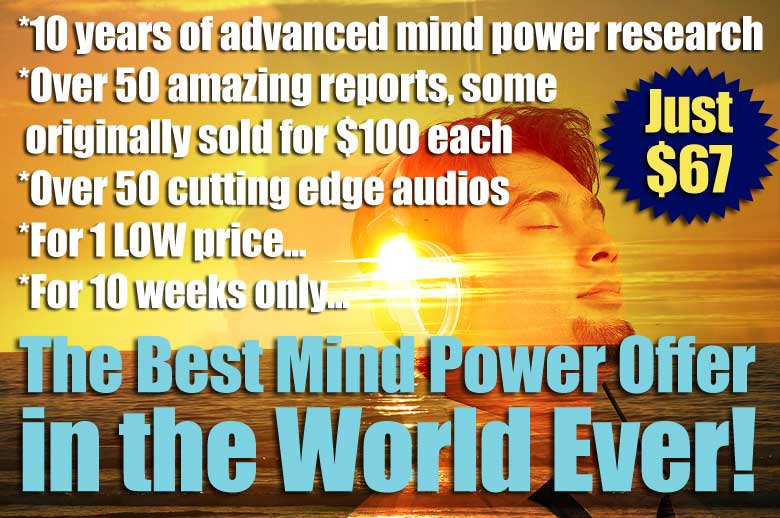 *10 years of advanced mind power research
*Over 50 amazing reports, some
originally sold for $100 each
*Over 50 cutting edge audios
*For 1 LOW price...
*For 10 weeks only...
Just
$67
The Best Mind Power Offer
in the World Ever!